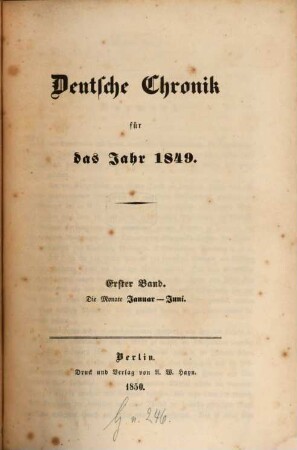 Deutsche Chronik
für
das Jahr 1849.
Erster Band.
Die Monate Januar—Juni.
Berlin.
Druck und Verlag von A. W. Hayn.
1850.
246.